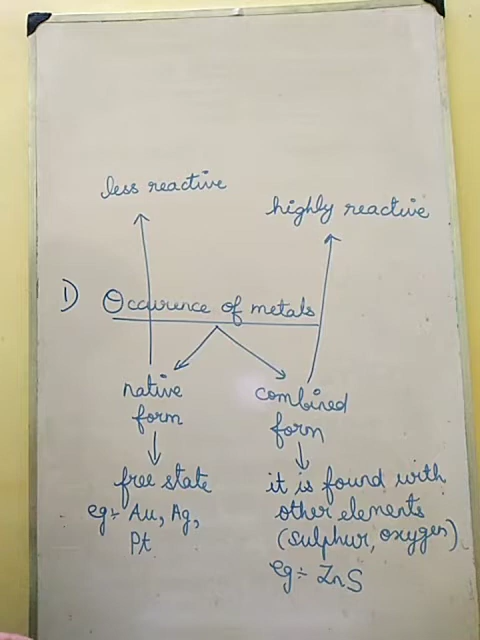 less reactive
highly reactive
1) Occurence of metals
native
form
combined
form
free state
eg:- Au, Ag,
Pt
it is found with
other elements
(sulphur, oxygen)
eg:- ZnS